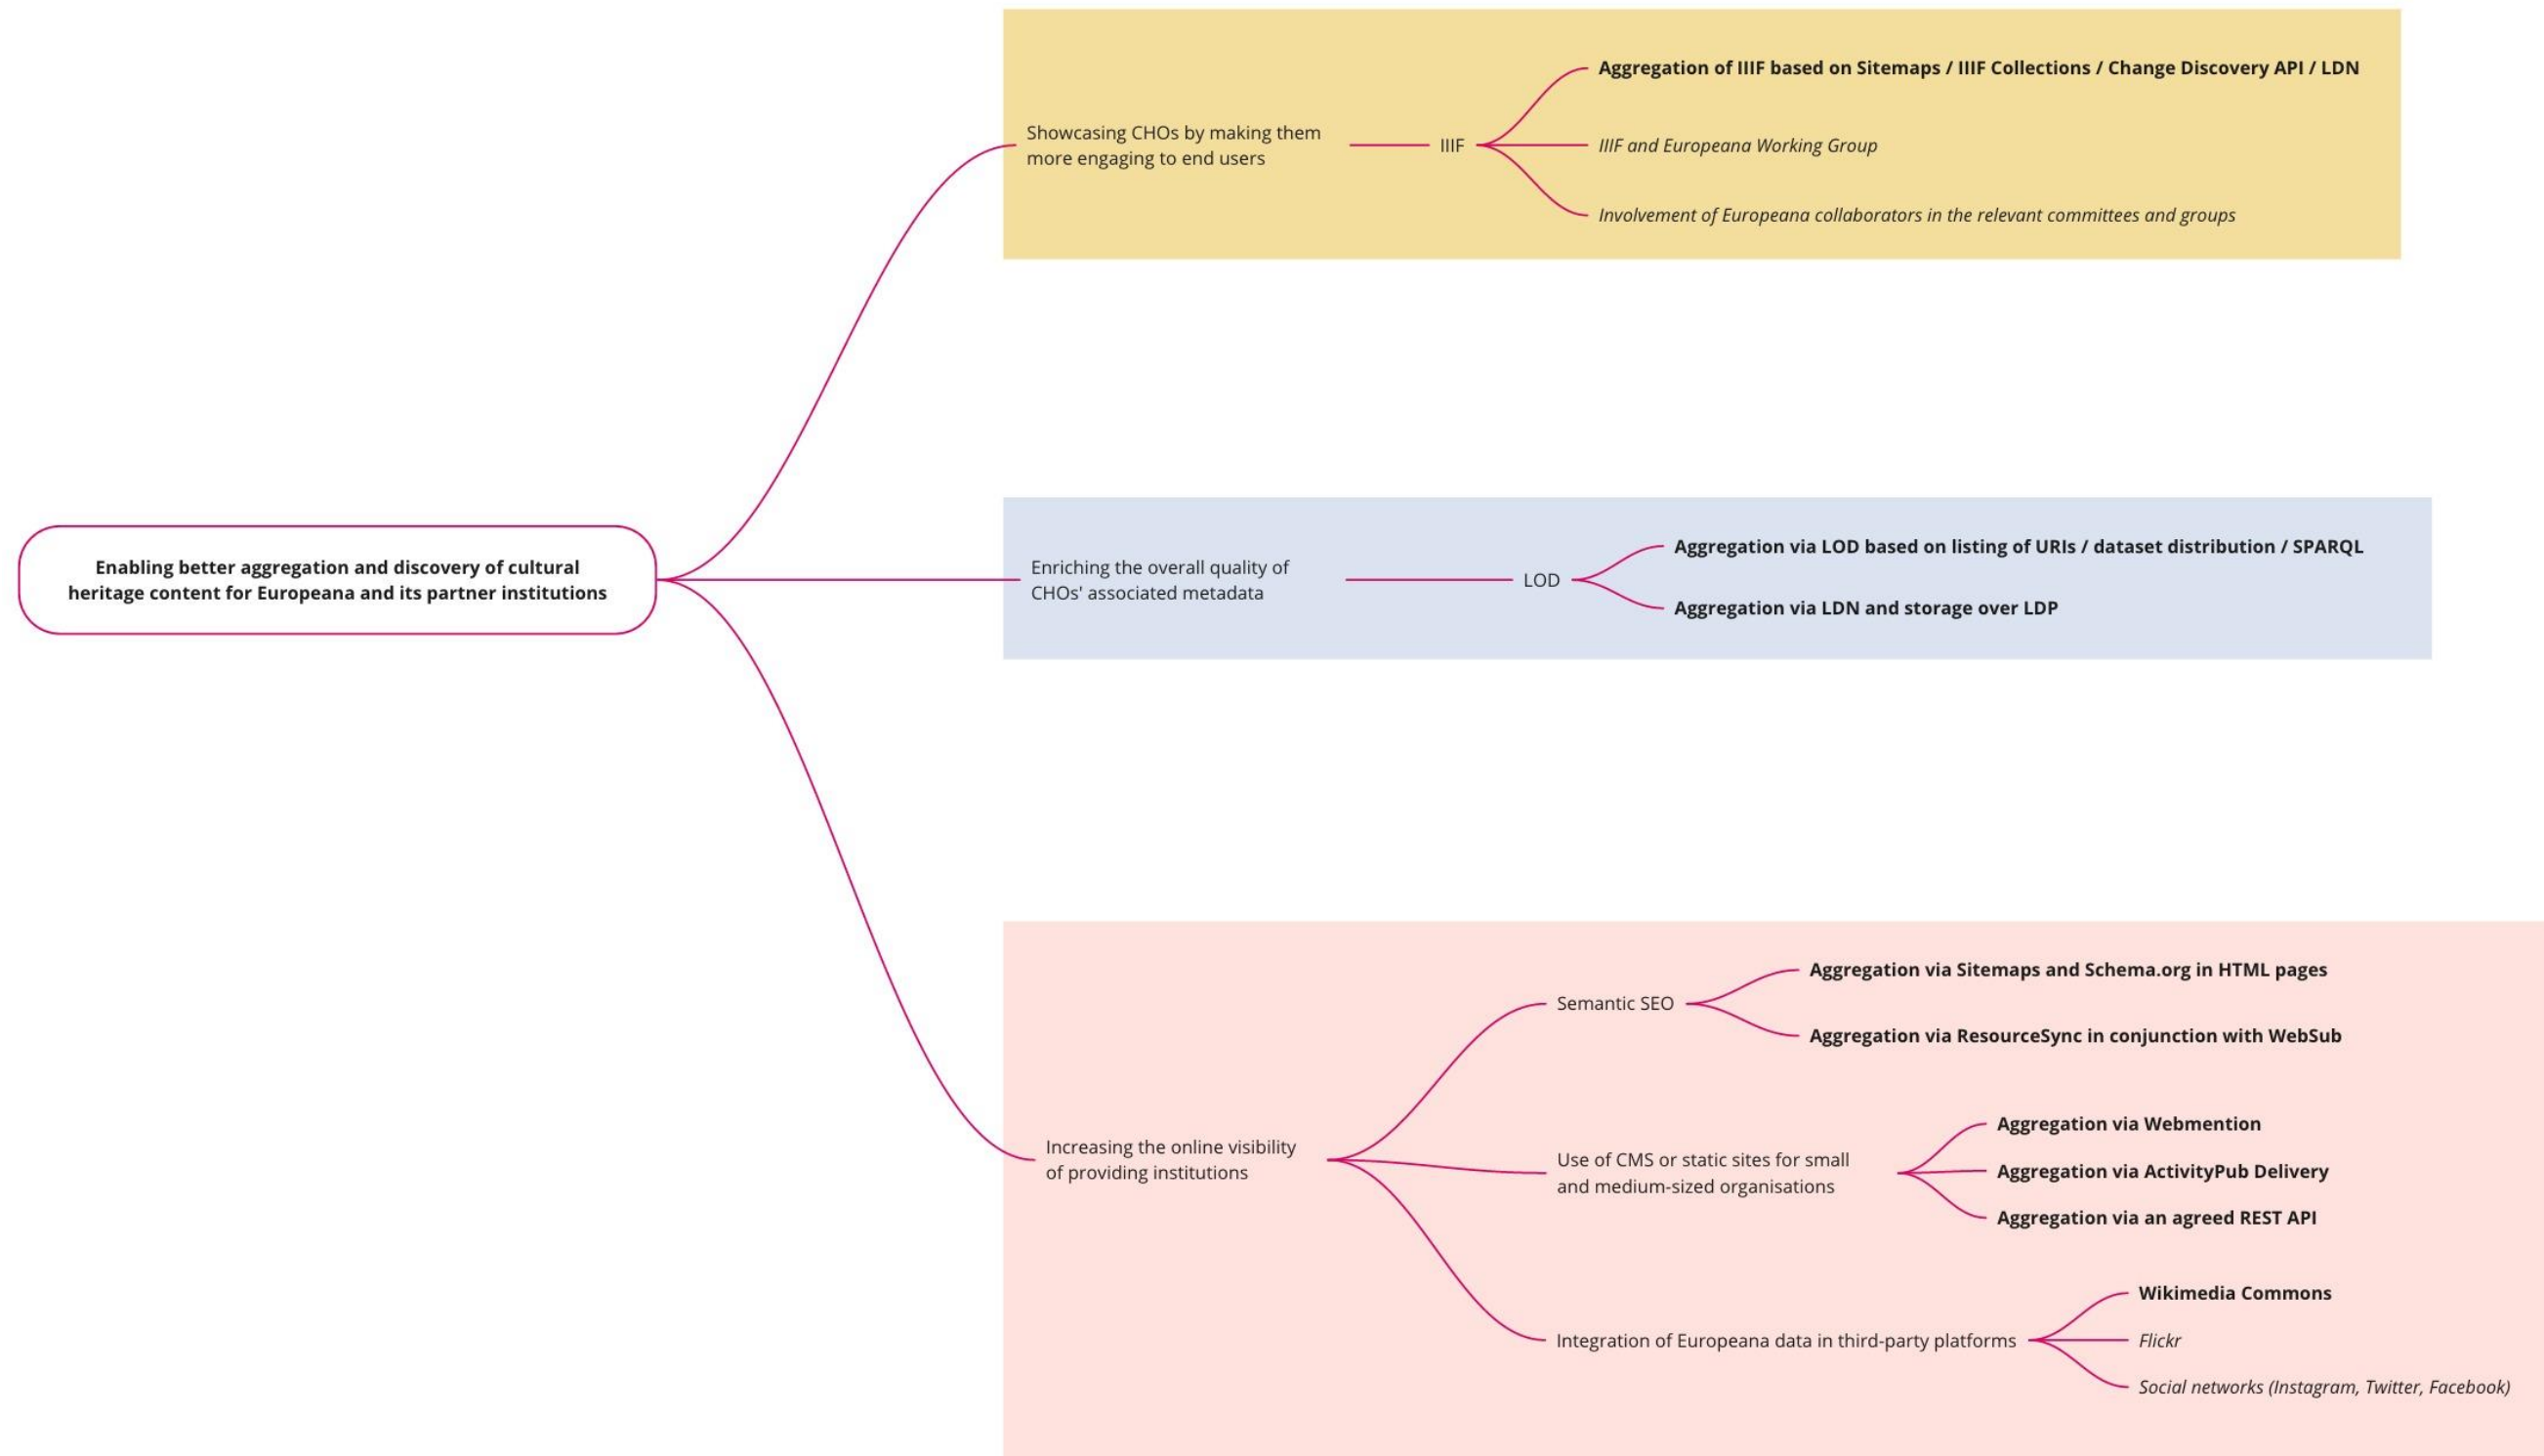 Enabling better aggregation and discovery of cultural
heritage content for Europeana and its partner institutions
Showcasing CHOs by making them
more engaging to end users
IIIF
Aggregation of IIIF based on Sitemaps / IIIF Collections / Change Discovery API / LDN
IIIF and Europeana Working Group
Involvement of Europeana collaborators in the relevant committees and groups
Enriching the overall quality of
CHOs' associated metadata
LOD
Aggregation via LOD based on listing of URIs / dataset distribution / SPARQL
Aggregation via LDN and storage over LDP
Increasing the online visibility
of providing institutions
Semantic SEO
Aggregation via Sitemaps and Schema.org in HTML pages
Aggregation via ResourceSync in conjunction with WebSub
Use of CMS or static sites for small
and medium-sized organisations
Aggregation via Webmention
Aggregation via ActivityPub Delivery
Aggregation via an agreed REST API
Integration of Europeana data in third-party platforms
Wikimedia Commons
Flickr
Social networks (Instagram, Twitter, Facebook)